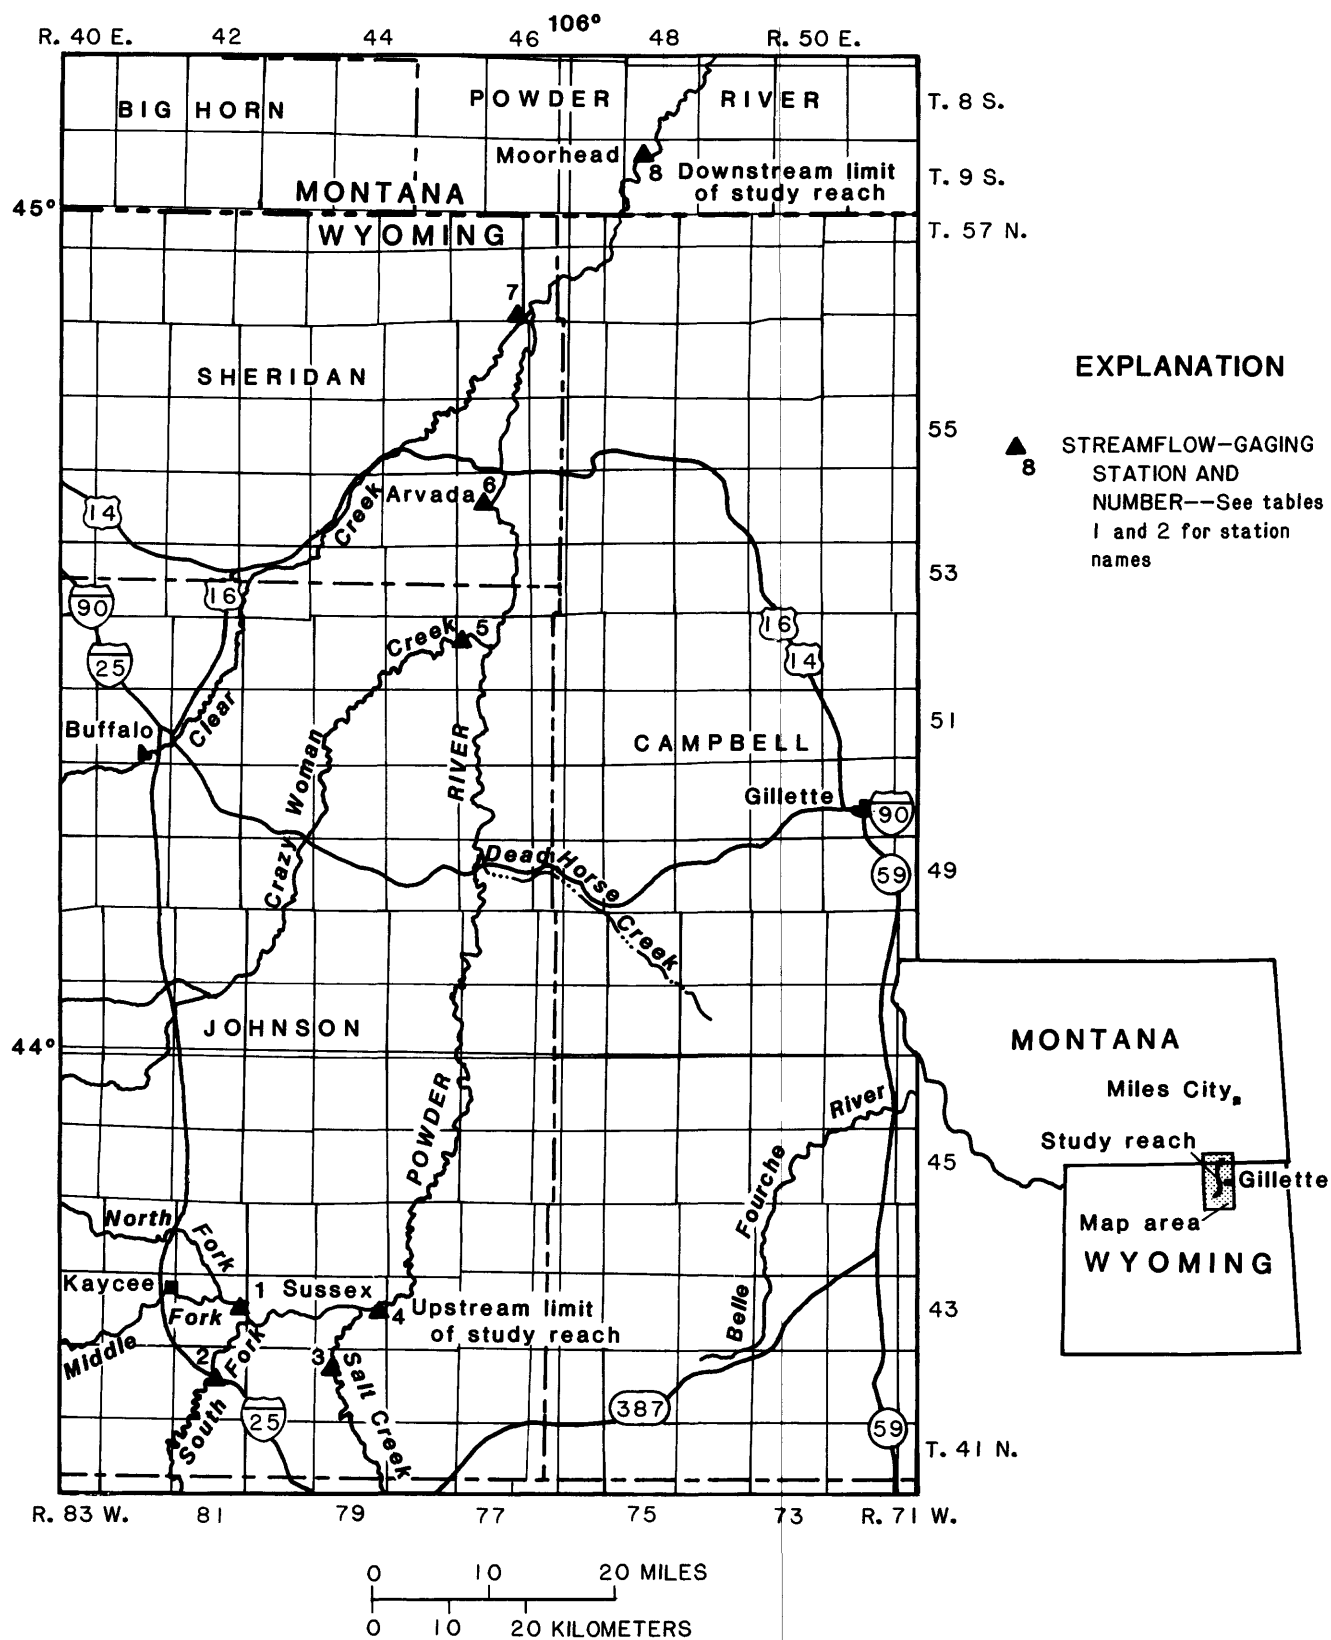 106°
R. 40 E. 42 44 46 48 R. 50 E.
BIG HORN
POWDER RIVER
T. 8 S.
Moorhead
8
Downstream limit
of study reach
T. 9 S.
MONTANA
45°
WYOMING
T. 57 N.
7
SHERIDAN
EXPLANATION
8
STREAMFLOW-GAGING
STATION AND
NUMBER--See tables
1 and 2 for station
names
55
6
Arvada
14
Creek
53
16
90
5
Creek
16
25
14
Clear
51
Buffalo
RIVER
CAMPBELL
Crazy Woman
Gillette
90
Dead Horse Creek
59
49
JOHNSON
MONTANA
44°
Miles City
River
POWDER
Study reach
45
Gillette
Fourche
North Fork
Map area
WYOMING
Kaycee
1
Sussex
Fork
4
Upstream limit
of study reach
43
Belle
Middle
2
Fork
3
Salt Creek
387
25
South
59
T. 41 N.
R. 83 W. 81 79 77 75 73 R. 71 W.
0 10 20 MILES
0 10 20 KILOMETERS